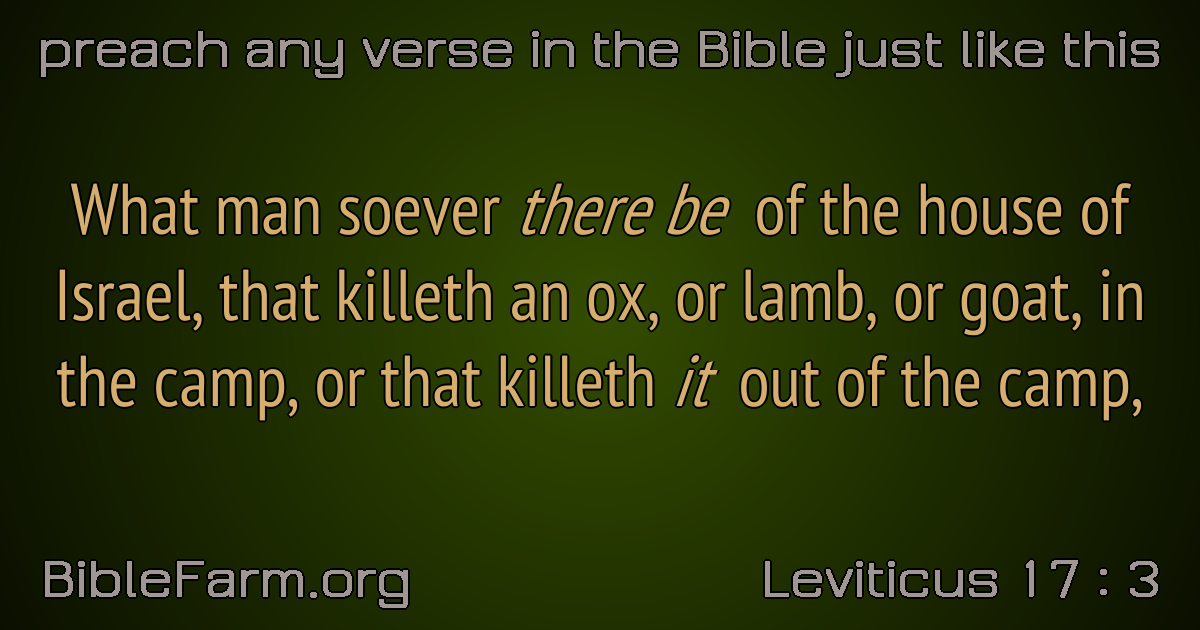 preach any verse in the Bible just like this
What man soever there be of the house of
Israel, that killeth an ox, or lamb, or goat, in
the camp, or that killeth it out of the camp,
BibleFarm.org
Leviticus 17 : 3